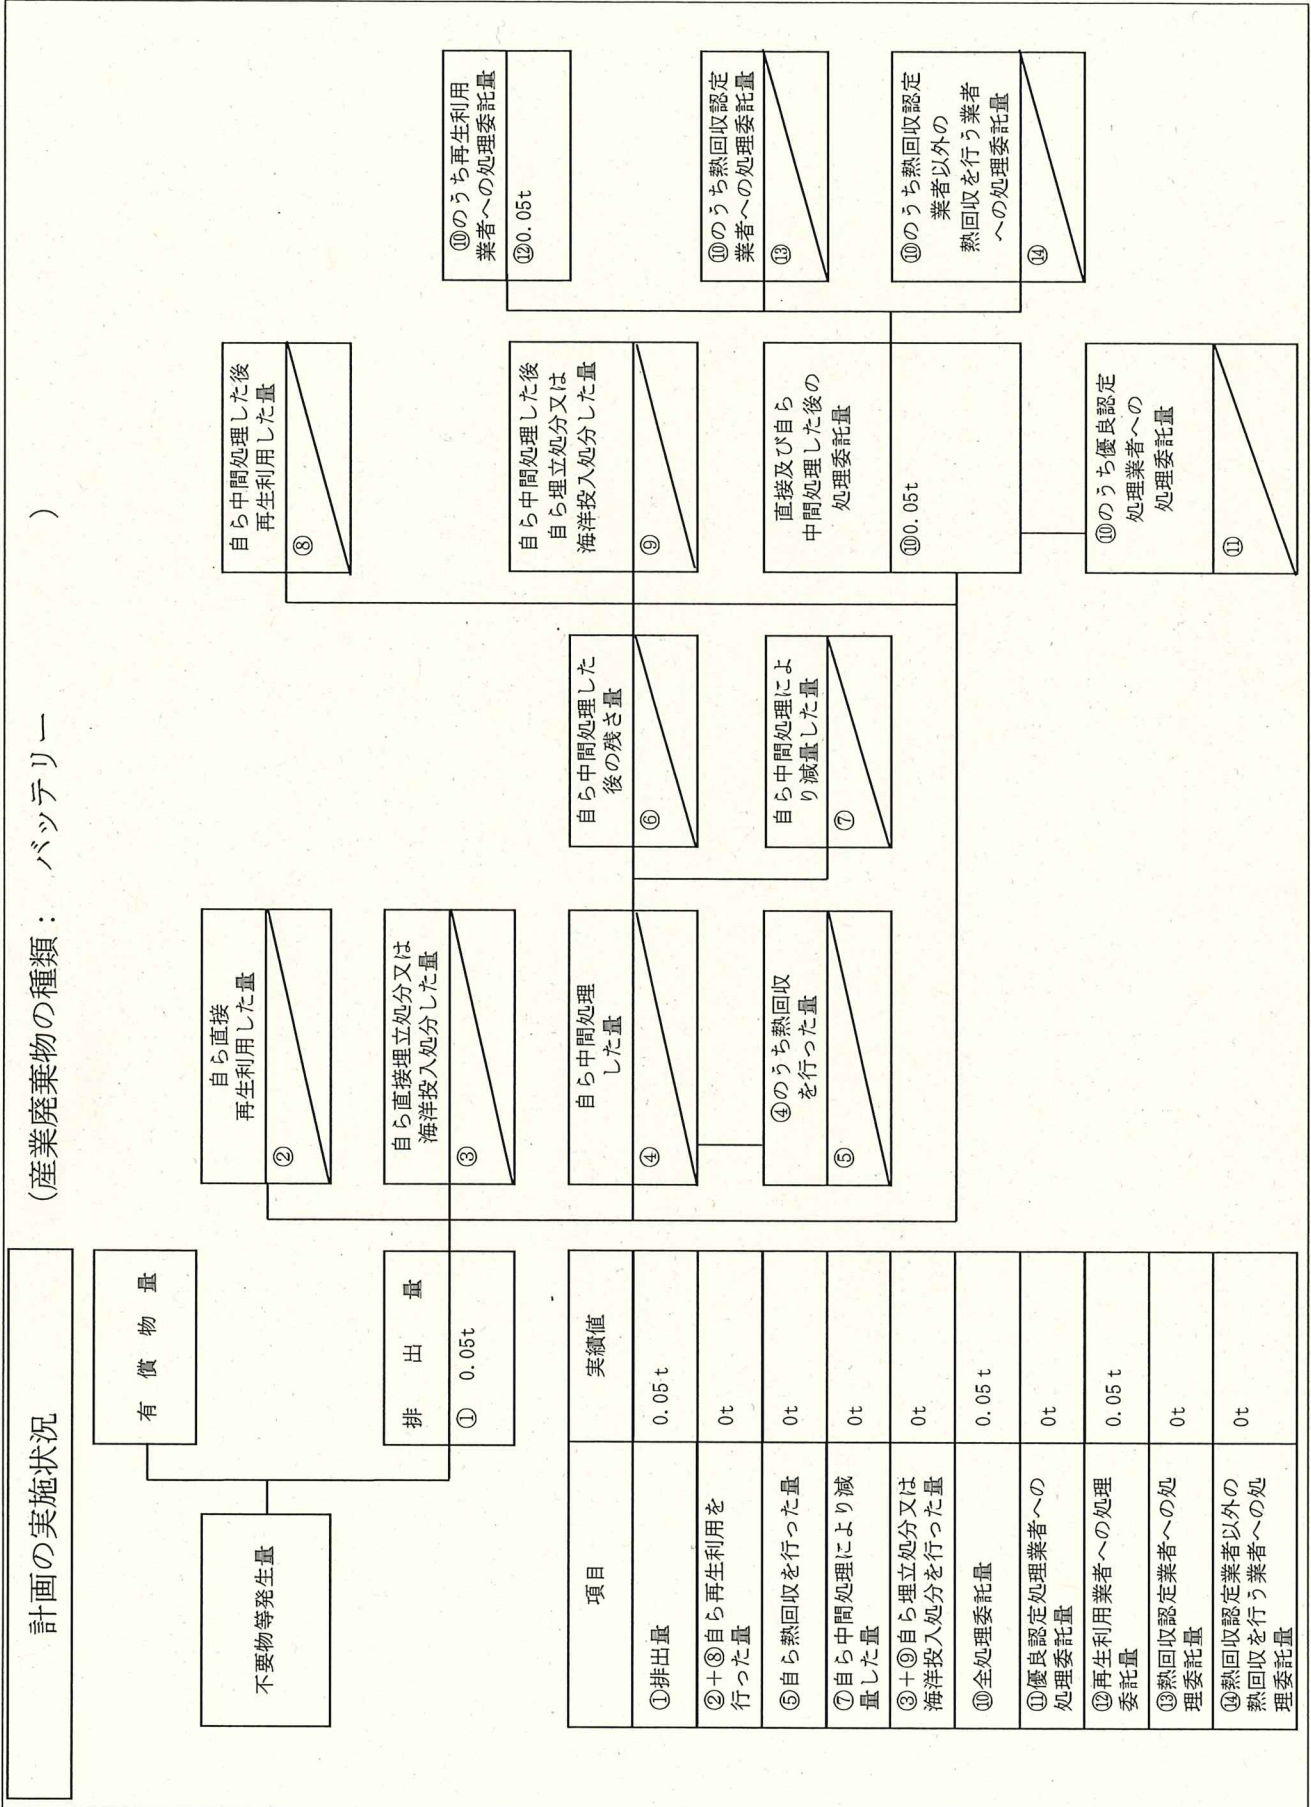 計画の実施状況
(産業廃棄物の種類： バッテリー )
不要物等発生量
有 償 物 量
排 出 量
① 0.05t
自ら直接
再生利用した量
②
自ら直接埋立処分又は
海洋投入処分した量
③
自ら中間処理
した量
④
④のうち熱回収
を行った量
⑤
自ら中間処理した
後の残さ量
⑥
自ら中間処理によ
り減量した量
⑦
自ら中間処理した後
再生利用した量
⑧
自ら中間処理した後
自ら埋立処分又は
海洋投入処分した量
⑨
直接及び自ら
中間処理した後の
処理委託量
⑩0.05t
⑩のうち優良認定
処理業者への
処理委託量
⑪
⑩のうち再生利用
業者への処理委託量
⑫0.05t
⑩のうち熱回収認定
業者への処理委託量
⑬
⑩のうち熱回収認定
業者以外の
熱回収を行う業者
への処理委託量
⑭
項目 実績値
①排出量 0.05 t
②＋⑧自ら再生利用を
行った量 0t
⑤自ら熱回収を行った量 0t
⑦自ら中間処理により減
量した量 0t
③＋⑨自ら埋立処分又は
海洋投入処分を行った量 0t
⑩全処理委託量 0.05 t
⑪優良認定処理業者への
処理委託量 0t
⑫再生利用業者への処理
委託量 0.05 t
⑬熱回収認定業者への処
理委託量 0t
⑭熱回収認定業者以外の
熱回収を行う業者への処
理委託量 0t